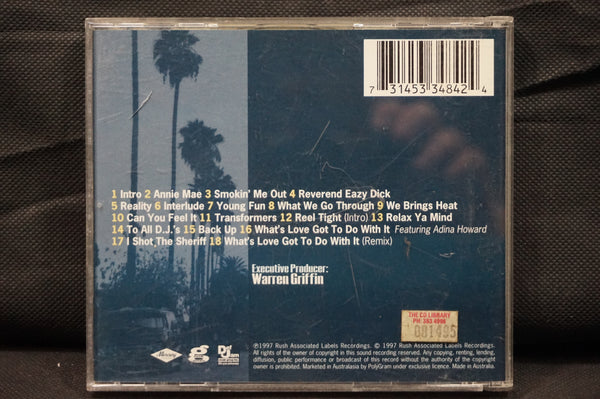 7 31453 34842 4
1 Intro 2 Annie Mae 3 Smokin' Me Out 4 Reverend Eazy Dick
5 Reality 6 Interlude 7 Young Fun 8 What We Go Through 9 We Brings Heat
10 Can You Feel It 11 Transformers 12 Reel Tight (Intro) 13 Relax Ya Mind
14 To All D.J.'s 15 Back Up 16 What's Love Got To Do With It Featuring Adina Howard
17 I Shot The Sheriff 18 What's Love Got To Do With It (Remix)
Executive Producer:
Warren Griffin
THE CD LIBRARY
001495
Mercury
Def Jam
℗1997 Rush Associated Labels Recordings. © 1997 Rush Associated Labels Recordings.
All rights of the owner of copyright in this sound recording reserved. Any copying, renting, lending,
diffusion, public performance or broadcast of this record without the authority of the copyright
owner is prohibited. Marketed in Australasia by PolyGram under exclusive licence. Made in Australia.